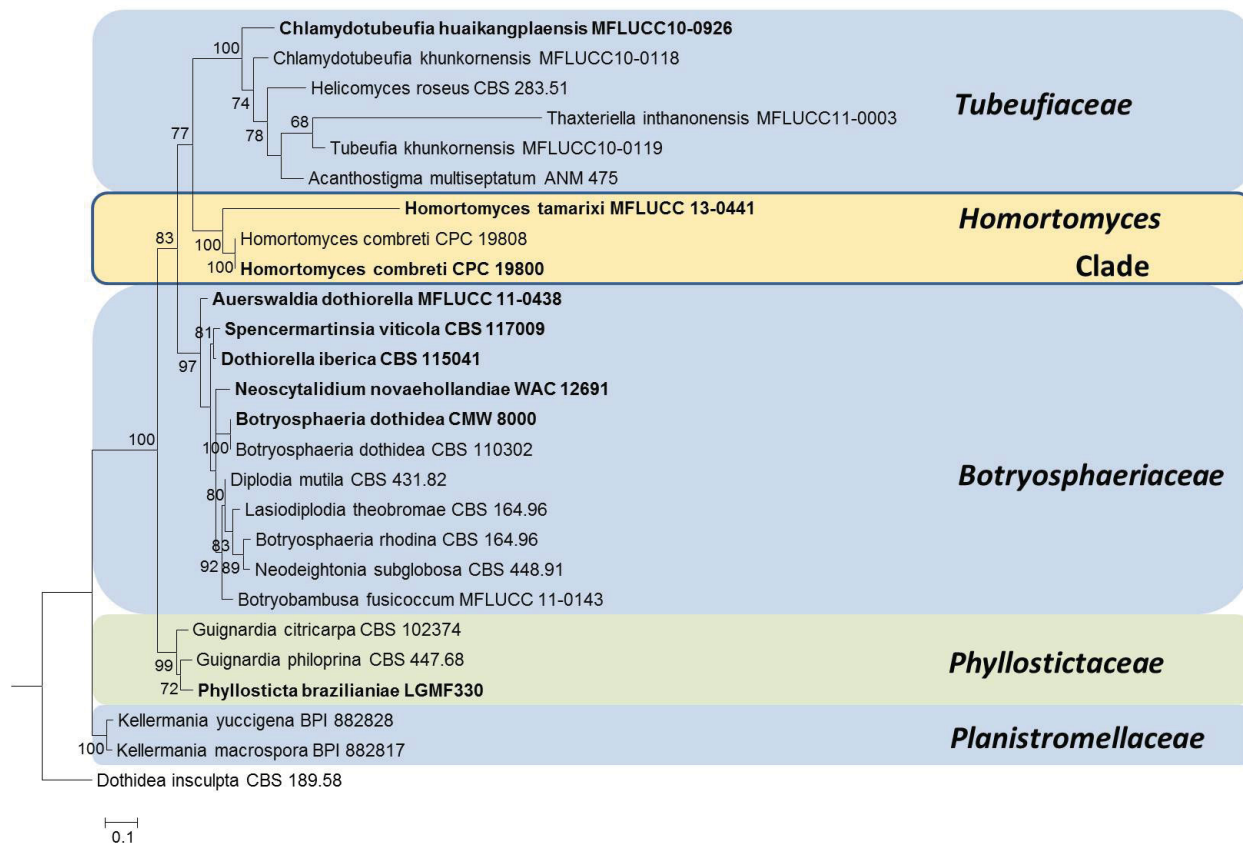 Chlamydotubeufia huaikangplaensis MFLUCC10-0926
100
Chlamydotubeufia khunkornensis MFLUCC10-0118
Helicomyces roseus CBS 283.51
74
Tubeufiaceae
Thaxteriella inthanonensis MFLUCC11-0003
68
78
77
Tubeufia khunkornensis MFLUCC10-0119
Acanthostigma multiseptatum ANM 475
Homortomyces tamarixi MFLUCC 13-0441
Homortomyces
83
100
Homortomyces combreti CPC 19808
100
Homortomyces combreti CPC 19800
Clade
Auerswaldia dothiorella MFLUCC 11-0438
81
Spencermartinsia viticola CBS 117009
97
Dothiorella iberica CBS 115041
Neoscytalidium novaehollandiae WAC 12691
Botryosphaeria dothidea CMW 8000
100
100
Botryosphaeria dothidea CBS 110302
Diplodia mutila CBS 431.82
Botryosphaeriaceae
80
Lasiodiplodia theobromae CBS 164.96
83
Botryosphaeria rhodina CBS 164.96
92
89
Neodeightonia subglobosa CBS 448.91
Botryobambusa fusicoccum MFLUCC 11-0143
Guignardia citricarpa CBS 102374
99
Guignardia philoprina CBS 447.68
Phyllostictaceae
72
Phyllosticta brazilianiae LGMF330
Kellermania yuccigena BPI 882828
Planistromellaceae
100
Kellermania macrospora BPI 882817
Dothidea insculpta CBS 189.58
0.1